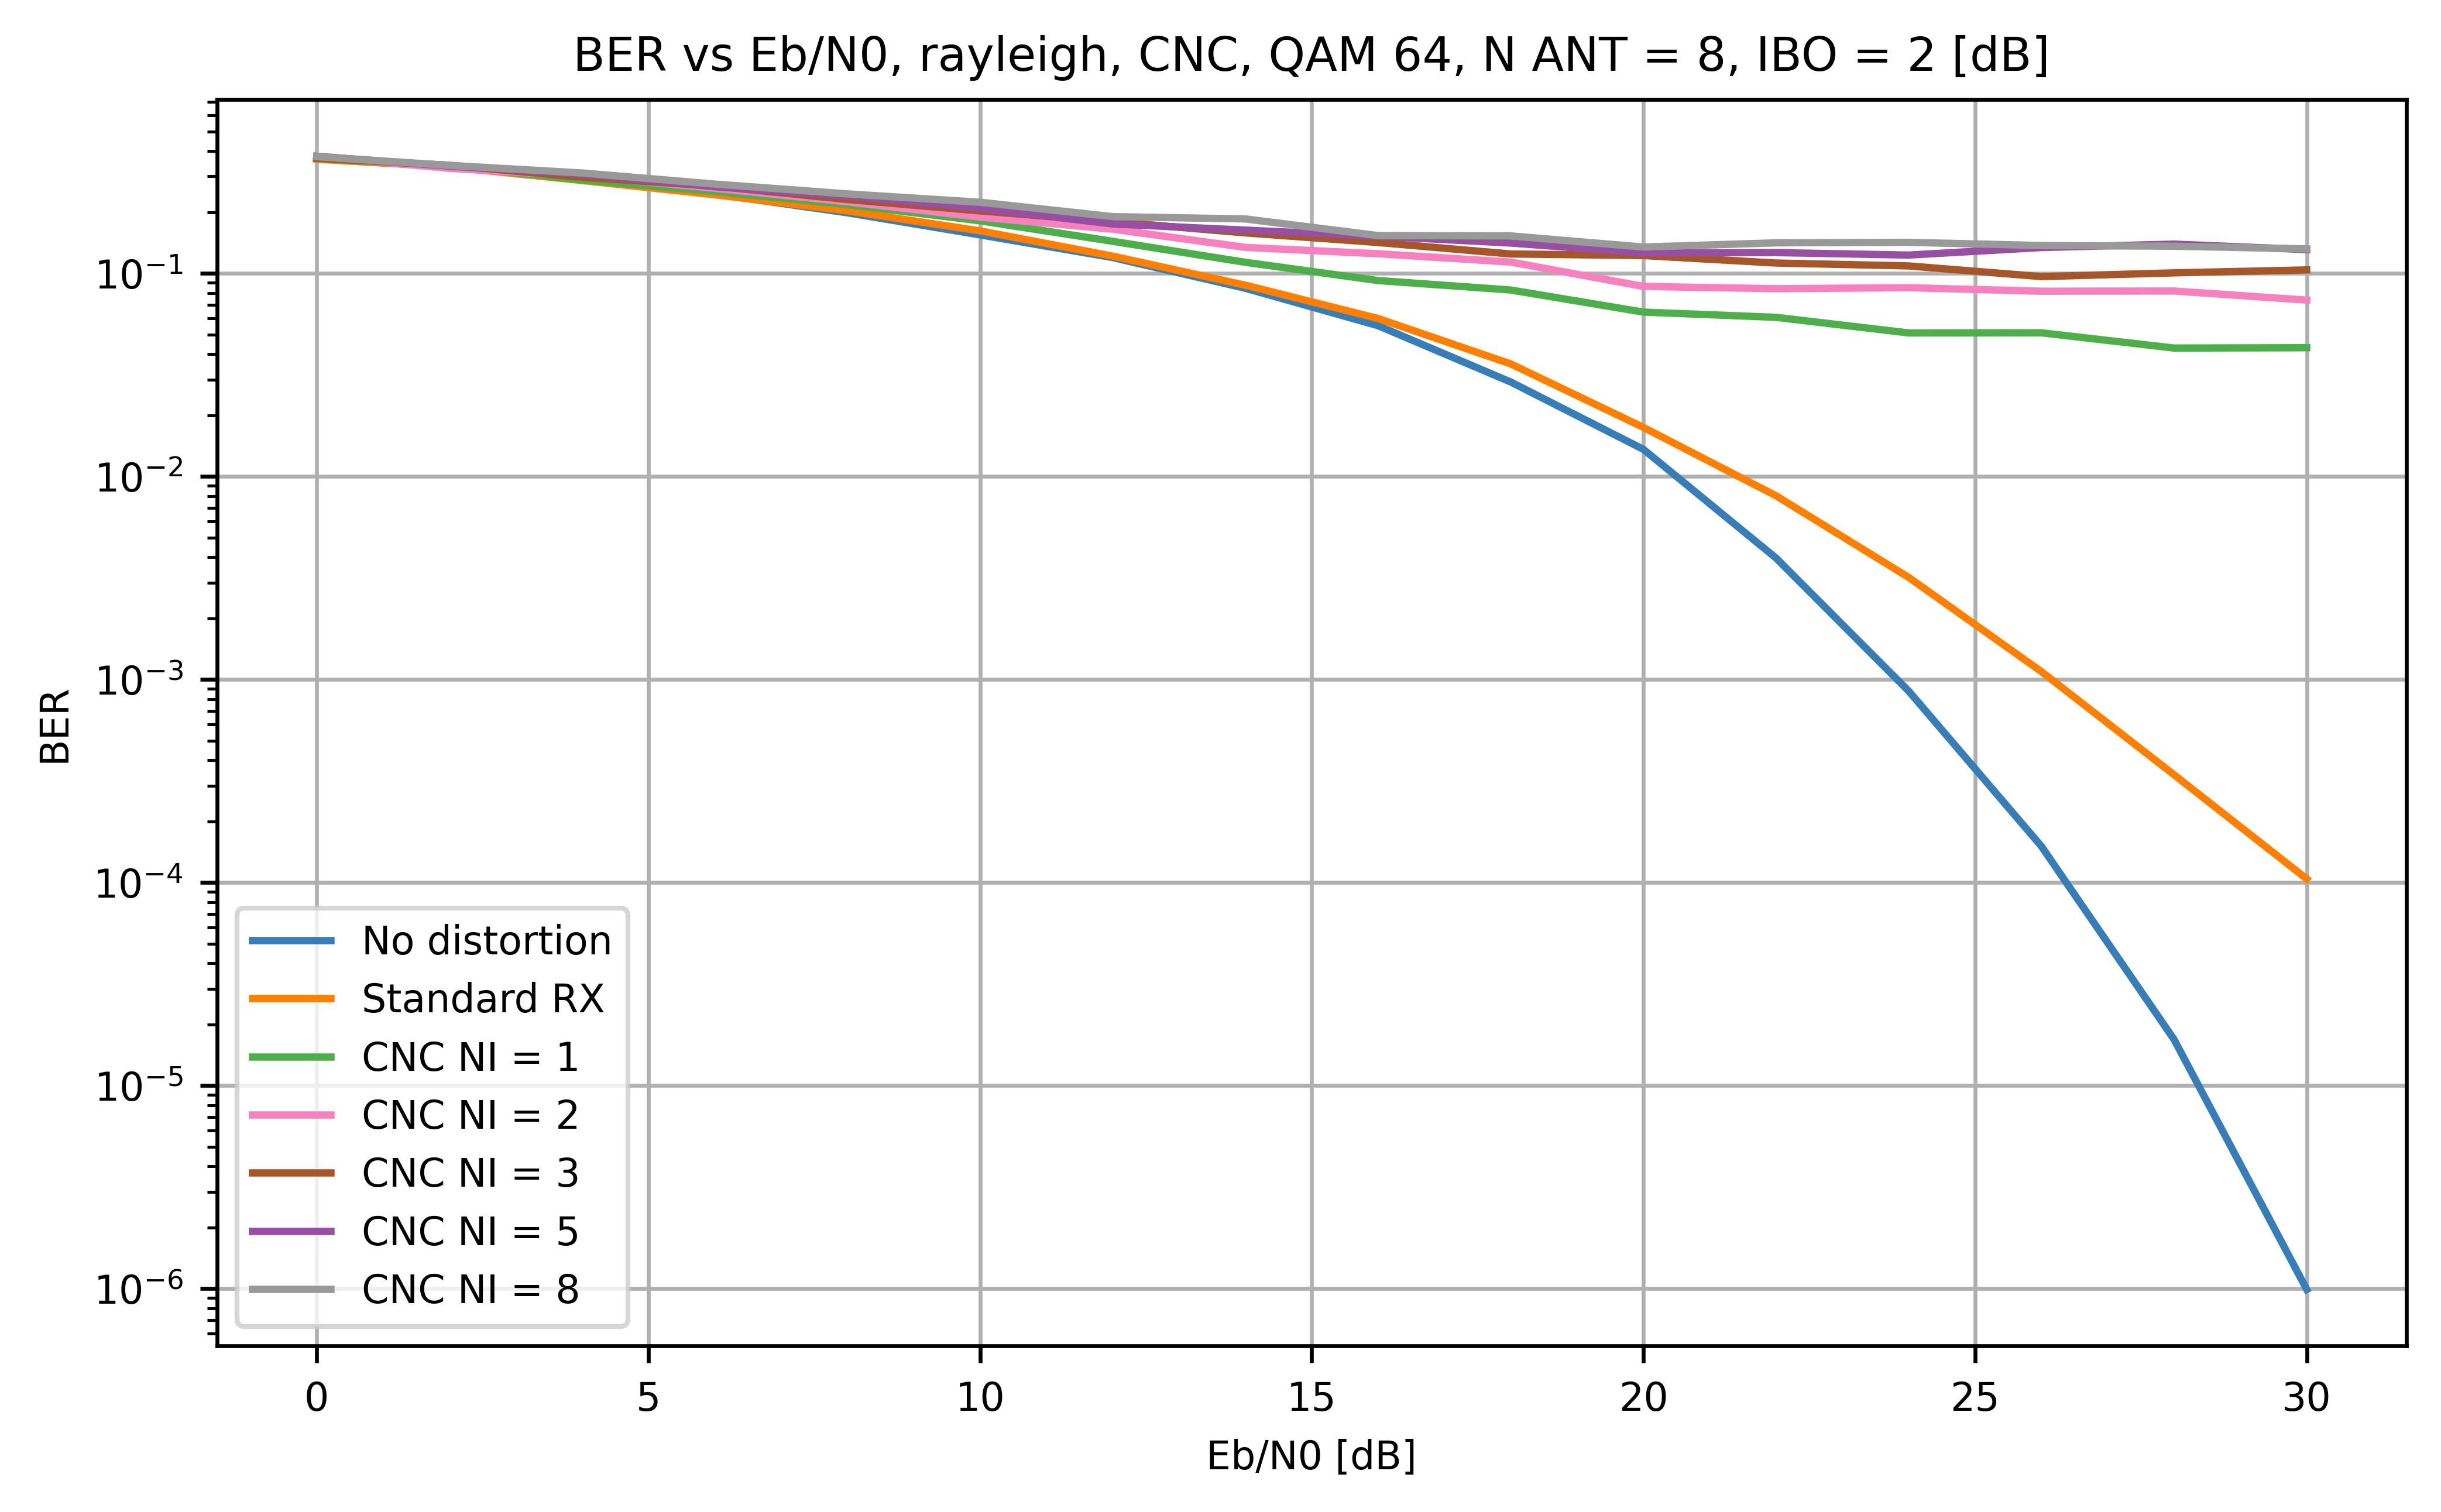 BER vs Eb/N0, rayleigh, CNC, QAM 64, N ANT = 8, IBO = 2 [dB]
BER
10⁻¹
10⁻²
10⁻³
10⁻⁴
10⁻⁵
10⁻⁶
No distortion
Standard RX
CNC NI = 1
CNC NI = 2
CNC NI = 3
CNC NI = 5
CNC NI = 8
0 5 10 15 20 25 30
Eb/N0 [dB]